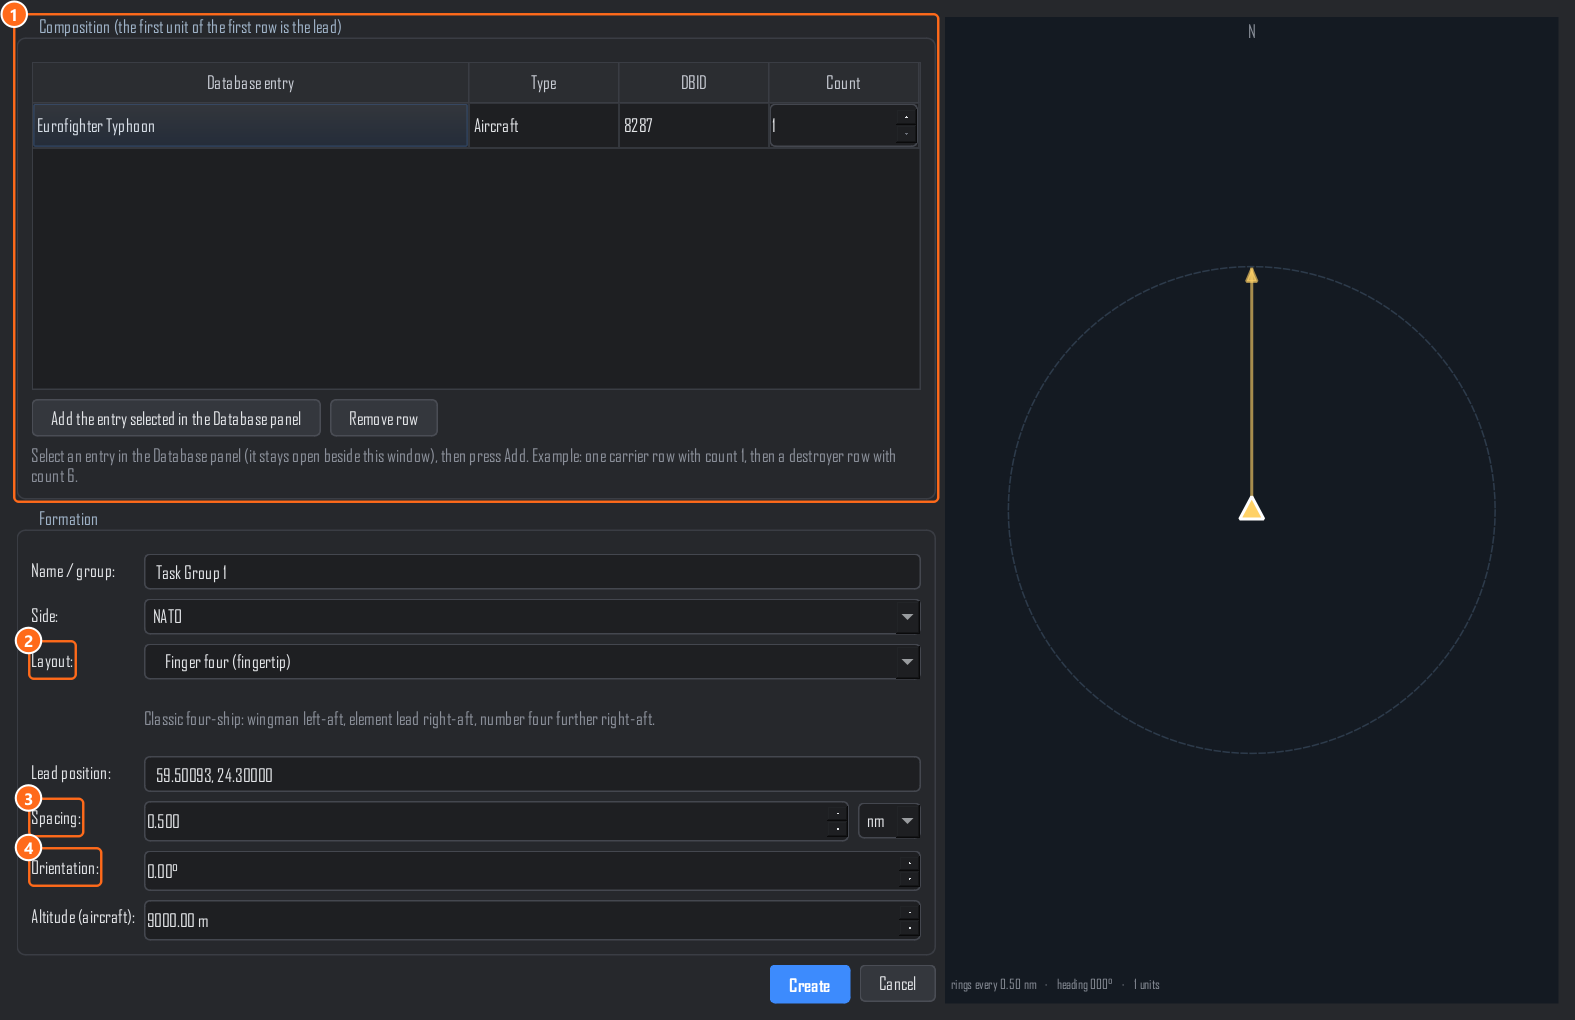 1
Composition (the first unit of the first row is the lead)
Database entry Type DBID Count
Eurofighter Typhoon Aircraft 8287 1
Add the entry selected in the Database panel Remove row
Select an entry in the Database panel (it stays open beside this window), then press Add. Example: one carrier row with count 1, then a destroyer row with
count 6.
Formation
Name / group: Task Group 1
Side: NATO
2
Layout: Finger four (fingertip)
Classic four-ship: wingman left-aft, element lead right-aft, number four further right-aft.
Lead position: 59.50093, 24.30000
3
Spacing: 0.500 nm
4
Orientation: 0.00°
Altitude (aircraft): 9000.00 m
Create Cancel
N
rings every 0.50 nm · heading 000° · 1 units